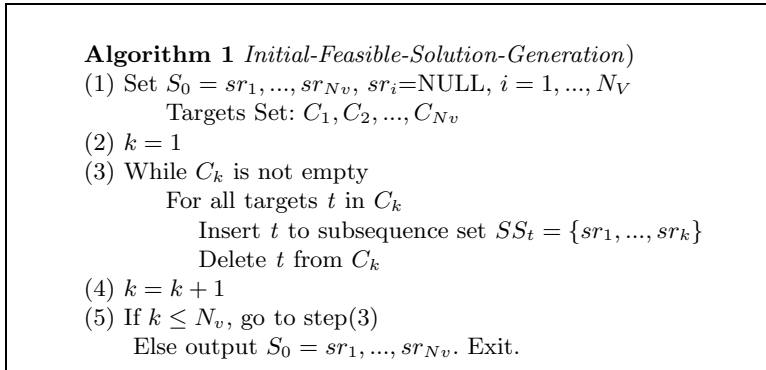 Algorithm 1 Initial-Feasible-Solution-Generation)
(1) Set $S_0 = sr_1, ..., sr_{Nv}$, $sr_i$=NULL, $i = 1, ..., N_V$
Targets Set: $C_1, C_2, ..., C_{Nv}$
(2) $k = 1$
(3) While $C_k$ is not empty
For all targets $t$ in $C_k$
Insert $t$ to subsequence set $SS_t = \{sr_1, ..., sr_k\}$
Delete $t$ from $C_k$
(4) $k = k + 1$
(5) If $k \leq N_v$, go to step(3)
Else output $S_0 = sr_1, ..., sr_{Nv}$. Exit.